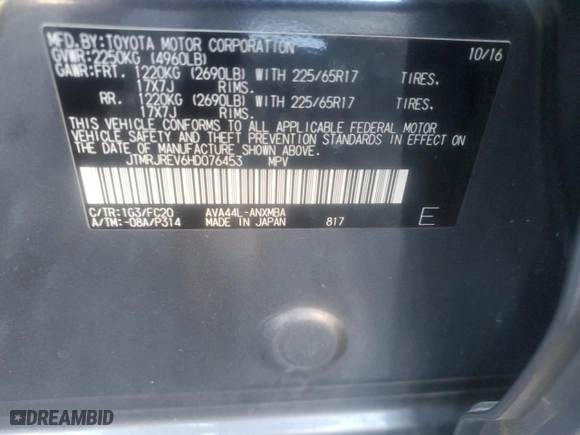 MFD.BY:TOYOTA MOTOR CORPORATION 10/16
GVWR:2250KG (4960LB)
GAWR:FRT. 1220KG (2690LB) WITH 225/65R17 TIRES.
17X7J RIMS.
RR. 1220KG (2690LB) WITH 225/65R17 TIRES.
17X7J RIMS.
THIS VEHICLE CONFORMS TO ALL APPLICABLE FEDERAL MOTOR
VEHICLE SAFETY AND THEFT PREVENTION STANDARDS IN EFFECT ON
THE DATE OF MANUFACTURE SHOWN ABOVE.
JTMRJREV6HD076453 MPV
C/TR:1G3/FC20 AVA44L-ANXMBA
A/TM:-08A/P314 MADE IN JAPAN 817 E
DREAMBID